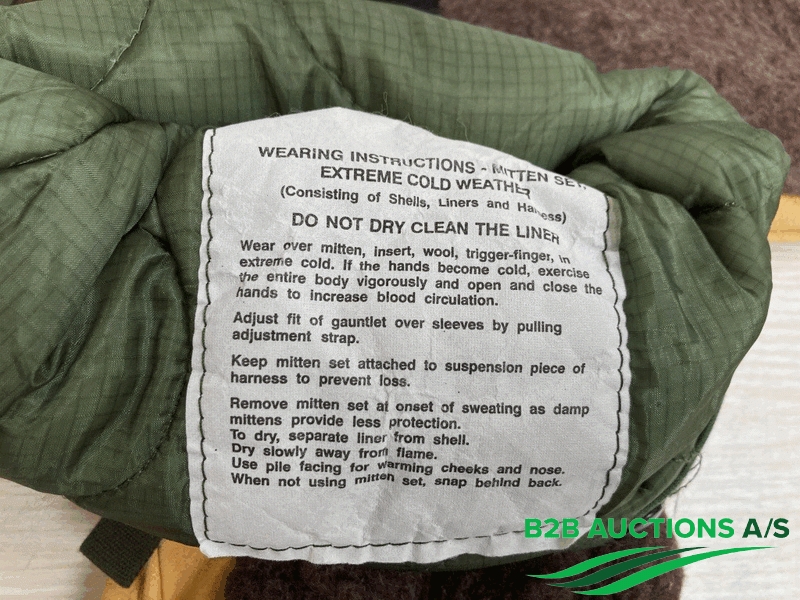 WEARING INSTRUCTIONS - MITTEN SET,
EXTREME COLD WEATHER
(Consisting of Shells, Liners and Harness)
DO NOT DRY CLEAN THE LINER
Wear over mitten, insert, wool, trigger-finger, in
extreme cold. If the hands become cold, exercise
the entire body vigorously and open and close the
hands to increase blood circulation.
Adjust fit of gauntlet over sleeves by pulling
adjustment strap.
Keep mitten set attached to suspension piece of
harness to prevent loss.
Remove mitten set at onset of sweating as damp
mittens provide less protection.
To dry, separate liner from shell.
Dry slowly away from flame.
Use pile facing for warming cheeks and nose.
When not using mitten set, snap behind back.
B2B AUCTIONS A/S